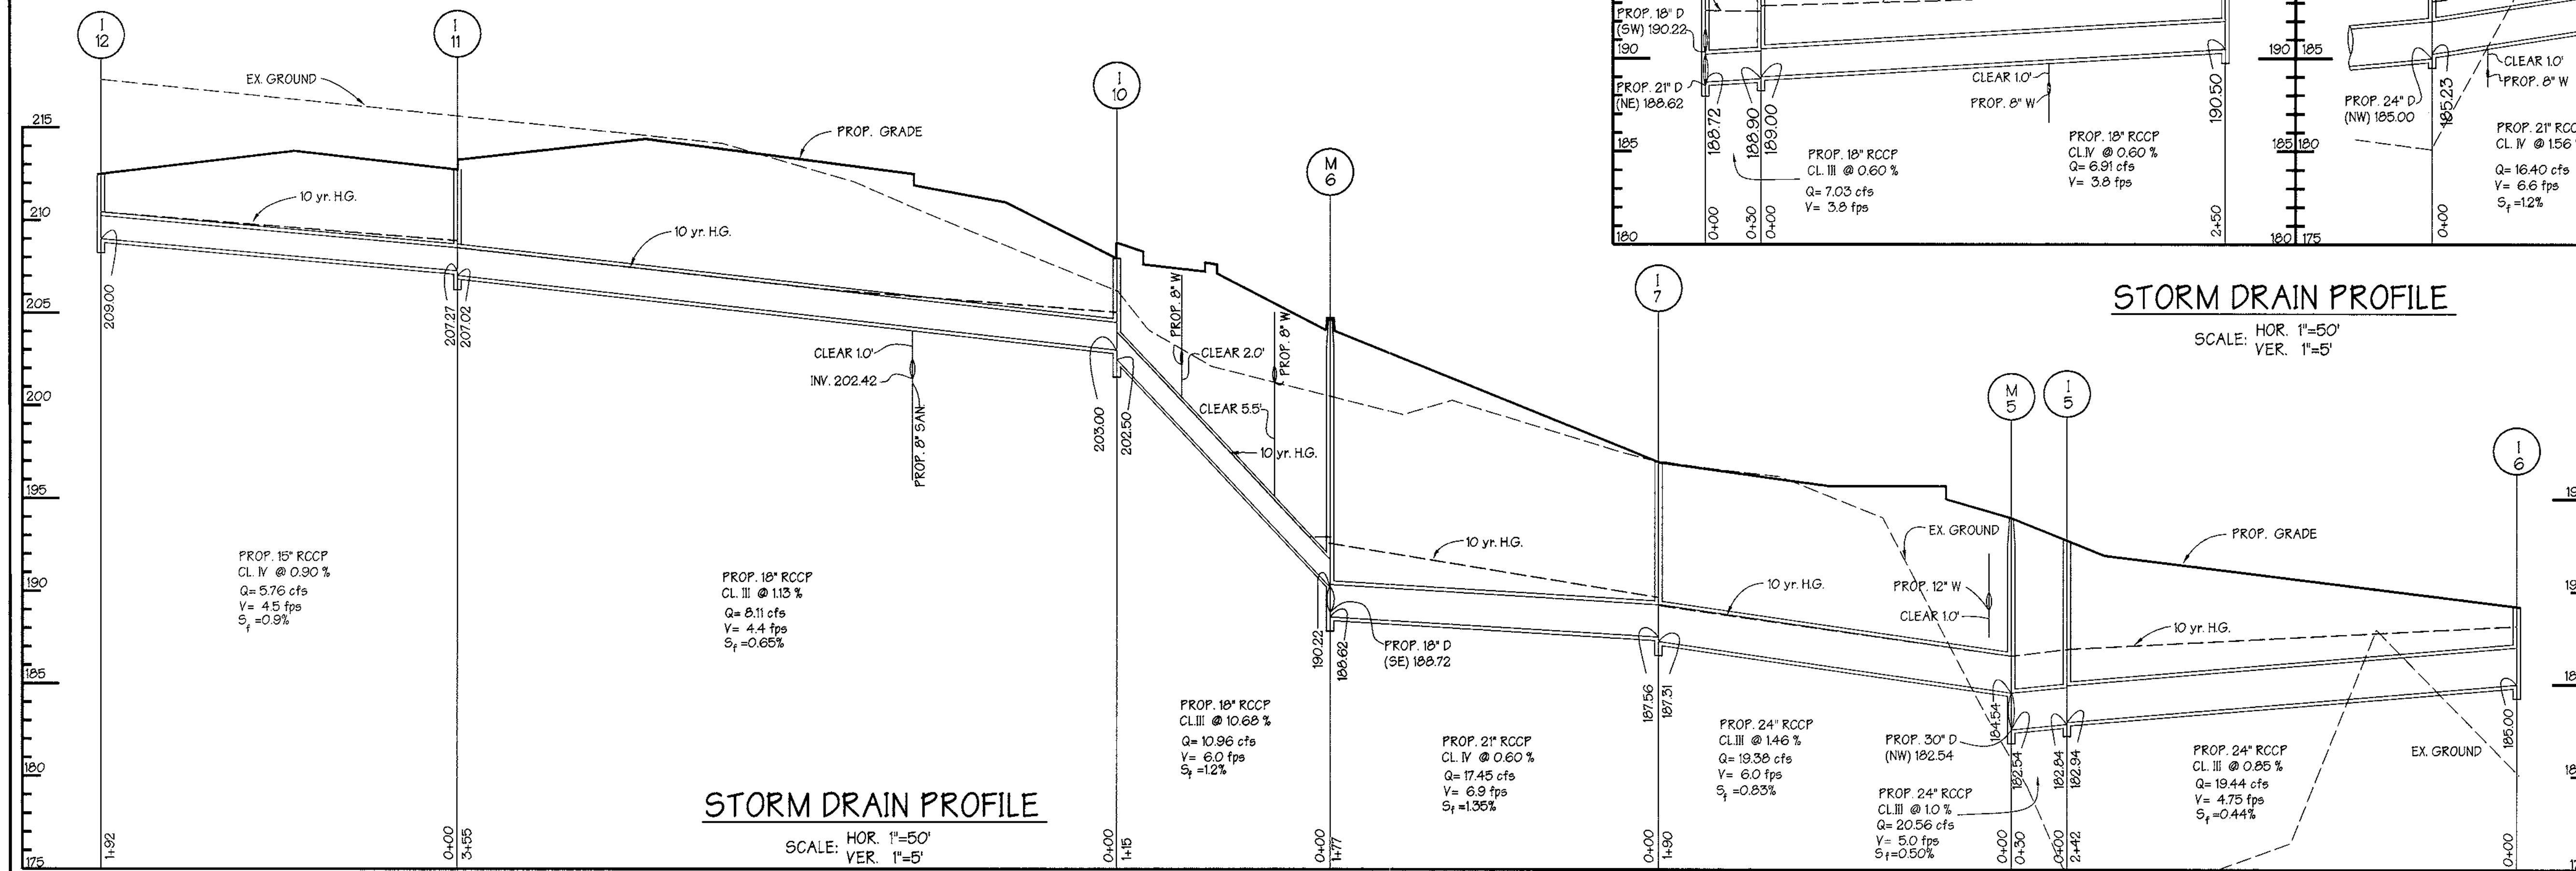 I
12
I
11
I
10
M
6
I
7
M
5
I
5
I
6
EX. GROUND
PROP. GRADE
10 yr. H.G.
10 yr. H.G.
215
210
205
200
195
190
185
180
175
209.00
207.27
207.02
CLEAR 1.0'
INV. 202.42
PROP. 8" SAN.
203.00
202.50
PROP. 8" W
CLEAR 2.0'
PROP. 8" W
CLEAR 5.5'
10 yr. H.G.
190.22
188.62
PROP. 18" D
(SE) 188.72
10 yr. H.G.
187.56
187.31
10 yr. H.G.
EX. GROUND
PROP. 12" W
CLEAR 1.0'
184.54
182.54
PROP. 30" D
(NW) 182.54
182.84
182.94
PROP. GRADE
10 yr. H.G.
185.00
EX. GROUND
PROP. 15" RCCP
CL. IV @ 0.90 %
Q= 5.76 cfs
V= 4.5 fps
Sf =0.9%
PROP. 18" RCCP
CL. III @ 1.13 %
Q= 8.11 cfs
V= 4.4 fps
Sf =0.65%
PROP. 18" RCCP
CL.III @ 10.68 %
Q= 10.96 cfs
V= 6.0 fps
Sf =1.2%
PROP. 21" RCCP
CL. IV @ 0.60 %
Q= 17.45 cfs
V= 6.9 fps
Sf =1.35%
PROP. 24" RCCP
CL.III @ 1.46 %
Q= 19.38 cfs
V= 6.0 fps
Sf =0.83%
PROP. 24" RCCP
CL.III @ 1.0 %
Q= 20.56 cfs
V= 5.0 fps
Sf=0.50%
PROP. 24" RCCP
CL. III @ 0.85 %
Q= 19.44 cfs
V= 4.75 fps
Sf =0.44%
1+92
0+00
3+55
0+00
1+15
0+00
1+77
0+00
1+90
0+00
0+30
0+00
2+42
0+00
STORM DRAIN PROFILE
SCALE: HOR. 1"=50'
VER. 1"=5'
PROP. 18" D
(SW) 190.22
190
PROP. 21" D
(NE) 188.62
185
180
188.72
188.90
189.00
190.50
CLEAR 1.0'
PROP. 8" W
PROP. 18" RCCP
CL. III @ 0.60 %
Q= 7.03 cfs
V= 3.8 fps
PROP. 18" RCCP
CL.IV @ 0.60 %
Q= 6.91 cfs
V= 3.8 fps
0+00
0+30
0+00
2+50
190 185
185 180
180 175
PROP. 24" D
(NW) 185.00
185.23
CLEAR 1.0'
PROP. 8" W
PROP. 21" RCC
CL. IV @ 1.56
Q= 16.40 cfs
V= 6.6 fps
Sf =1.2%
0+00
STORM DRAIN PROFILE
SCALE: HOR. 1"=50'
VER. 1"=5'